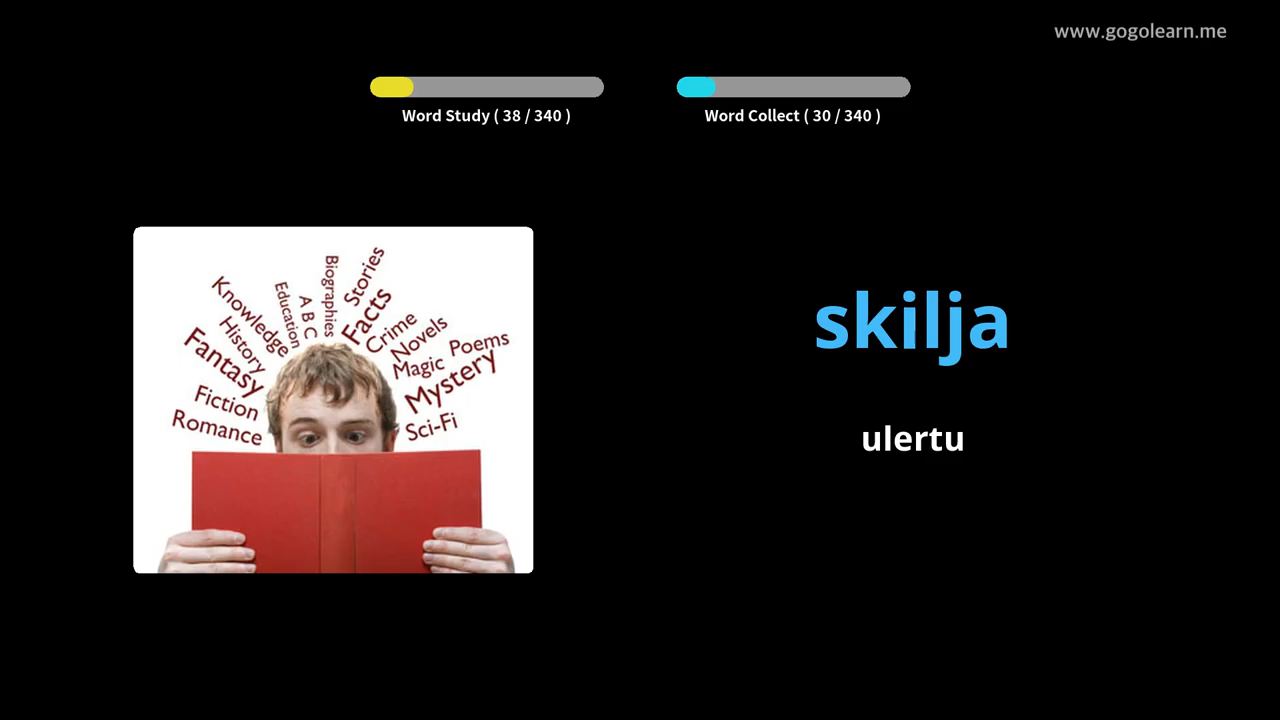 www.gogolearn.me
Word Study ( 38 / 340 )
Word Collect ( 30 / 340 )
Biographies
Stories
Education
A B C
Facts
Knowledge
History
Crime
Novels
Poems
Fantasy
Magic
Mystery
Fiction
Romance
Sci-Fi
skilja
ulertu